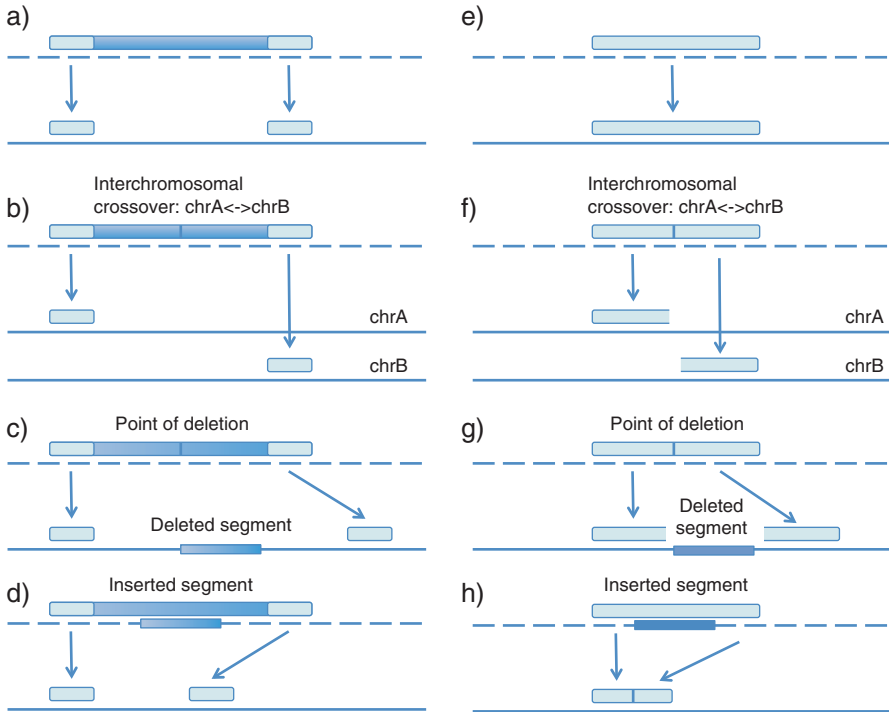 a)
b)
Interchromosomal
crossover: chrA<->chrB
chrA
chrB
c)
Point of deletion
Deleted segment
d)
Inserted segment
e)
f)
Interchromosomal
crossover: chrA<->chrB
chrA
chrB
g)
Point of deletion
Deleted
segment
h)
Inserted segment